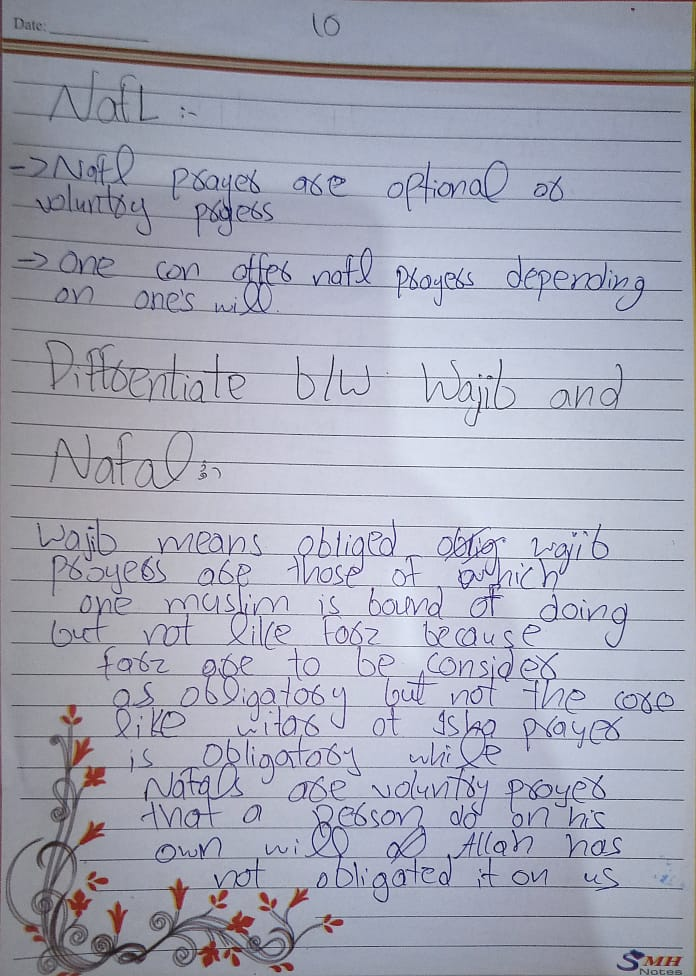 Date:
10
Nafl :-
-> Nafl prayer are optional or
voluntry prayers
-> One can offer nafl prayers depending
on one's will.
Diffrentiate b/w Wajib and
Nafal :-
Wajib means obliged wajib
prayers are those of which
one muslim is bound of doing
but not like Farz because
farz are to be consider
as obligatory but not the core
like witar of Isha prayer
is obligatory while
Nafals are voluntry prayer
that a Person do on his
own will Allah has
not obligated it on us
SMH
Notes